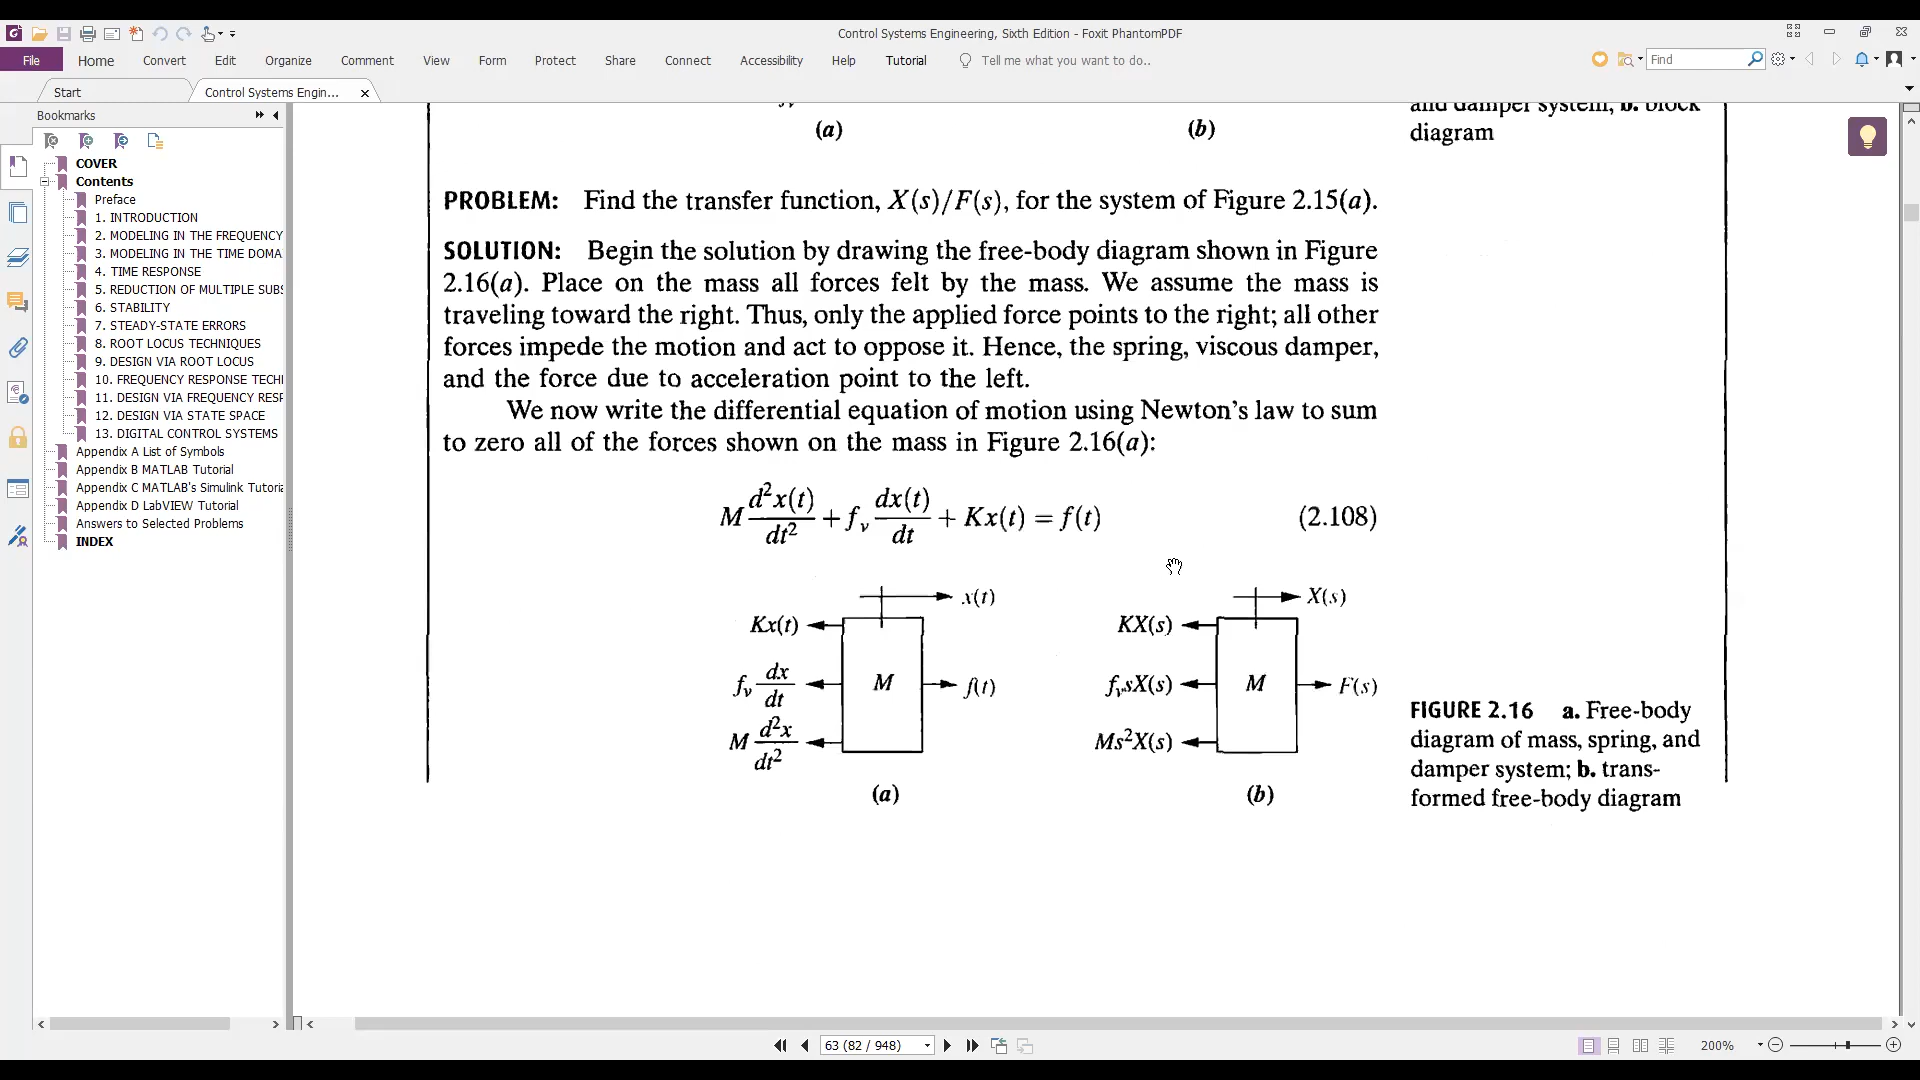 Control Systems Engineering, Sixth Edition - Foxit PhantomPDF
File Home Convert Edit Organize Comment View Form Protect Share Connect Accessibility Help Tutorial Tell me what you want to do.. Find
Start Control Systems Engin...
Bookmarks
COVER
Contents
Preface
1. INTRODUCTION
2. MODELING IN THE FREQUENCY
3. MODELING IN THE TIME DOMA
4. TIME RESPONSE
5. REDUCTION OF MULTIPLE SUBS
6. STABILITY
7. STEADY-STATE ERRORS
8. ROOT LOCUS TECHNIQUES
9. DESIGN VIA ROOT LOCUS
10. FREQUENCY RESPONSE TECH
11. DESIGN VIA FREQUENCY RESP
12. DESIGN VIA STATE SPACE
13. DIGITAL CONTROL SYSTEMS
Appendix A List of Symbols
Appendix B MATLAB Tutorial
Appendix C MATLAB's Simulink Tutoria
Appendix D LabVIEW Tutorial
Answers to Selected Problems
INDEX
(a) (b)
and damper system; b. block
diagram
PROBLEM: Find the transfer function, X(s)/F(s), for the system of Figure 2.15(a).
SOLUTION: Begin the solution by drawing the free-body diagram shown in Figure
2.16(a). Place on the mass all forces felt by the mass. We assume the mass is
traveling toward the right. Thus, only the applied force points to the right; all other
forces impede the motion and act to oppose it. Hence, the spring, viscous damper,
and the force due to acceleration point to the left.
We now write the differential equation of motion using Newton's law to sum
to zero all of the forces shown on the mass in Figure 2.16(a):
M d²x(t)/dt² + fᵥ dx(t)/dt + Kx(t) = f(t) (2.108)
x(t)
Kx(t)
fᵥ dx/dt M f(t)
M d²x/dt²
(a)
X(s)
KX(s)
fᵥsX(s) M F(s)
Ms²X(s)
(b)
FIGURE 2.16 a. Free-body
diagram of mass, spring, and
damper system; b. trans-
formed free-body diagram
63 (82 / 948) 200%